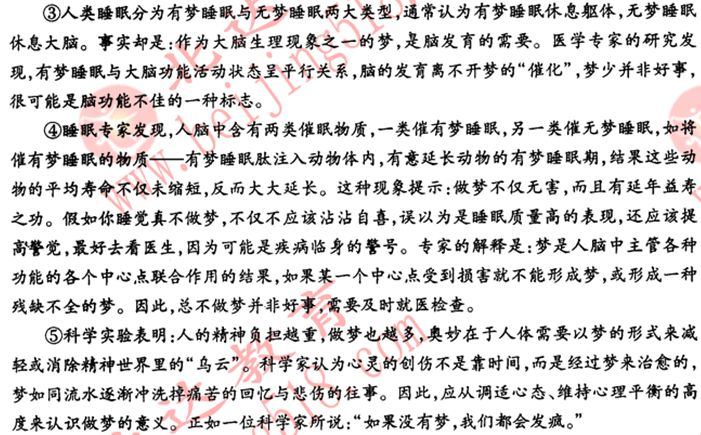 ③人类睡眠分为有梦睡眠与无梦睡眠两大类型,通常认为有梦睡眠休息躯体,无梦睡眠
休息大脑。事实却是:作为大脑生理现象之一的梦,是脑发育的需要。医学专家的研究发
现,有梦睡眠与大脑功能活动状态呈平行关系,脑的发育离不开梦的“催化”,梦少并非好事,
很可能是脑功能不佳的一种标志。
④睡眠专家发现,人脑中含有两类催眠物质,一类催有梦睡眠,另一类催无梦睡眠,如将
催有梦睡眠的物质——有梦睡眠肽注入动物体内,有意延长动物的有梦睡眠期,结果这些动
物的平均寿命不仅未缩短,反而大大延长。这种现象提示:做梦不仅无害,而且有延年益寿
之功。假如你睡觉真不做梦,不仅不应该沾沾自喜,误以为是睡眠质量高的表现,还应该提
高警觉,最好去看医生,因为可能是疾病临身的警号。专家的解释是:梦是人脑中主管各种
功能的各个中心点联合作用的结果,如果某一个中心点受到损害就不能形成梦,或形成一种
残缺不全的梦。因此,总不做梦并非好事,需要及时就医检查。
⑤科学实验表明:人的精神负担越重,做梦也越多,奥妙在于人体需要以梦的形式来减
轻或消除精神世界里的“乌云”。科学家认为心灵的创伤不是靠时间,而是经过梦来治愈的,
梦如同流水逐渐冲洗掉痛苦的回忆与悲伤的往事。因此,应从调适心态、维持心理平衡的高
度来认识做梦的意义。正如一位科学家所说:“如果没有梦,我们都会发疯。”
北达教育
www.beijing518.com